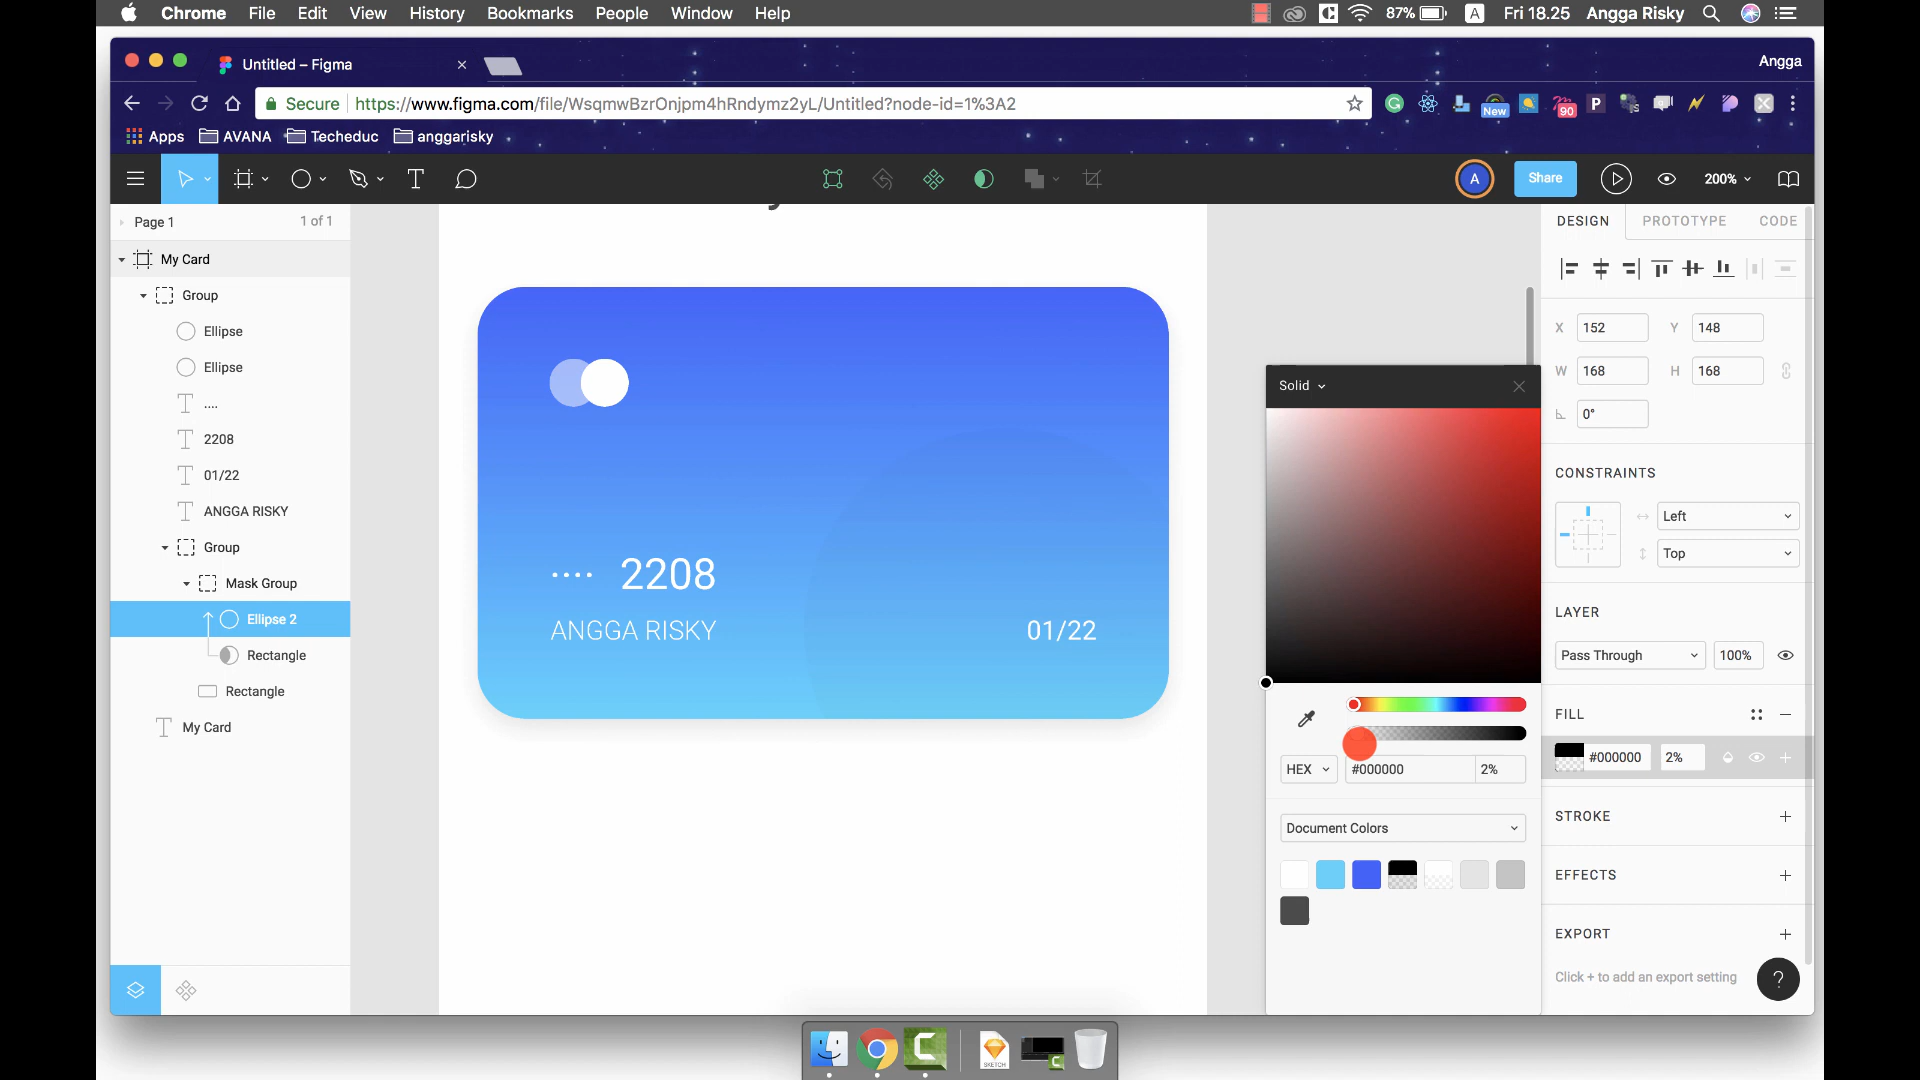 Chrome File Edit View History Bookmarks People Window Help
87% A Fri 18.25 Angga Risky
Untitled – Figma
Angga
Secure https://www.figma.com/file/WsqmwBzrOnjpm4hRndymz2yL/Untitled?node-id=1%3A2
New
90
P
Apps AVANA Techeduc anggarisky
T
A
Share
200%
Page 1
1 of 1
DESIGN PROTOTYPE CODE
My Card
Group
Ellipse
Ellipse
....
2208
01/22
ANGGA RISKY
Group
Mask Group
Ellipse 2
Rectangle
Rectangle
My Card
.... 2208
ANGGA RISKY
01/22
Solid
HEX #000000 2%
Document Colors
X 152 Y 148
W 168 H 168
0°
CONSTRAINTS
Left
Top
LAYER
Pass Through 100%
FILL
#000000 2%
STROKE
EFFECTS
EXPORT
Click + to add an export setting
?
SKETCH